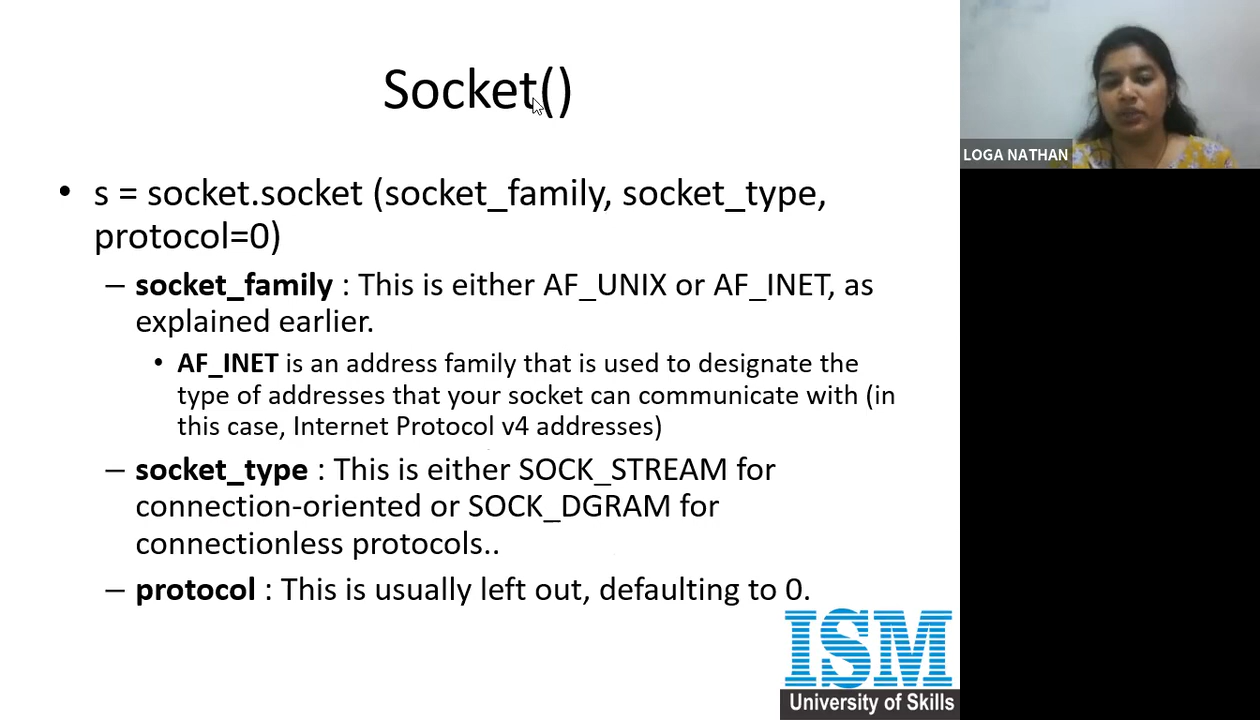 Socket()
LOGA NATHAN
• s = socket.socket (socket_family, socket_type,
protocol=0)
– socket_family : This is either AF_UNIX or AF_INET, as
explained earlier.
• AF_INET is an address family that is used to designate the
type of addresses that your socket can communicate with (in
this case, Internet Protocol v4 addresses)
– socket_type : This is either SOCK_STREAM for
connection-oriented or SOCK_DGRAM for
connectionless protocols..
– protocol : This is usually left out, defaulting to 0.
ISM
University of Skills